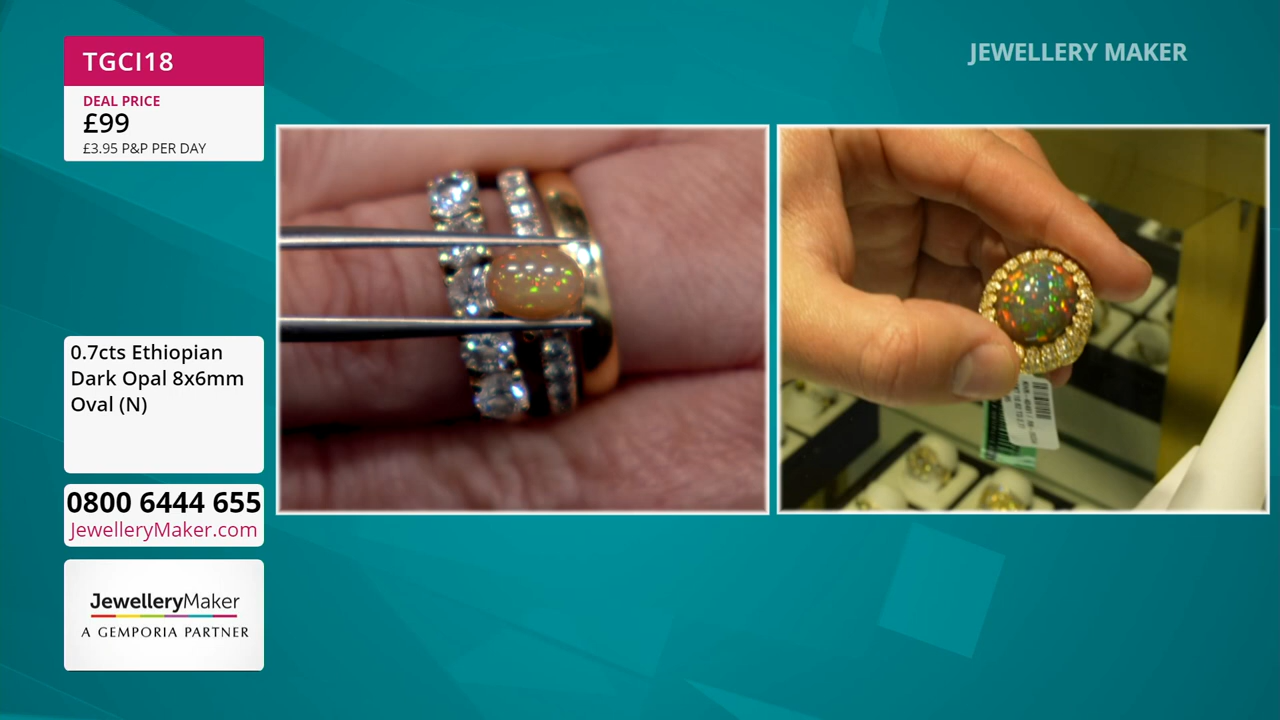 TGCI18
DEAL PRICE
£99
£3.95 P&P PER DAY
JEWELLERY MAKER
0.7cts Ethiopian
Dark Opal 8x6mm
Oval (N)
0800 6444 655
JewelleryMaker.com
JewelleryMaker
A GEMPORIA PARTNER